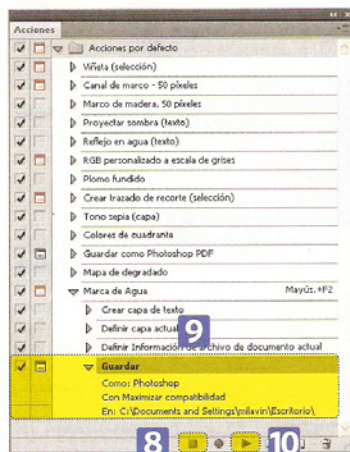 Acciones
Acciones por defecto
Viñeta (selección)
Canal de marco - 50 píxeles
Marco de madera. 50 píxeles
Proyectar sombra (texto)
Reflejo en agua (texto)
RGB personalizado a escala de grises
Plomo fundido
Crear trazado de recorte (selección)
Tono sepia (capa)
Colores de cuadrante
Guardar como Photoshop PDF
Mapa de degradado
Marca de Agua Mayús.+F2
Crear capa de texto
Definir capa actual
9
Definir Información de archivo de documento actual
Guardar
Como: Photoshop
Con Maximizar compatibilidad
En: C:\Documents and Settings\milavin\Escritorio\
8 10